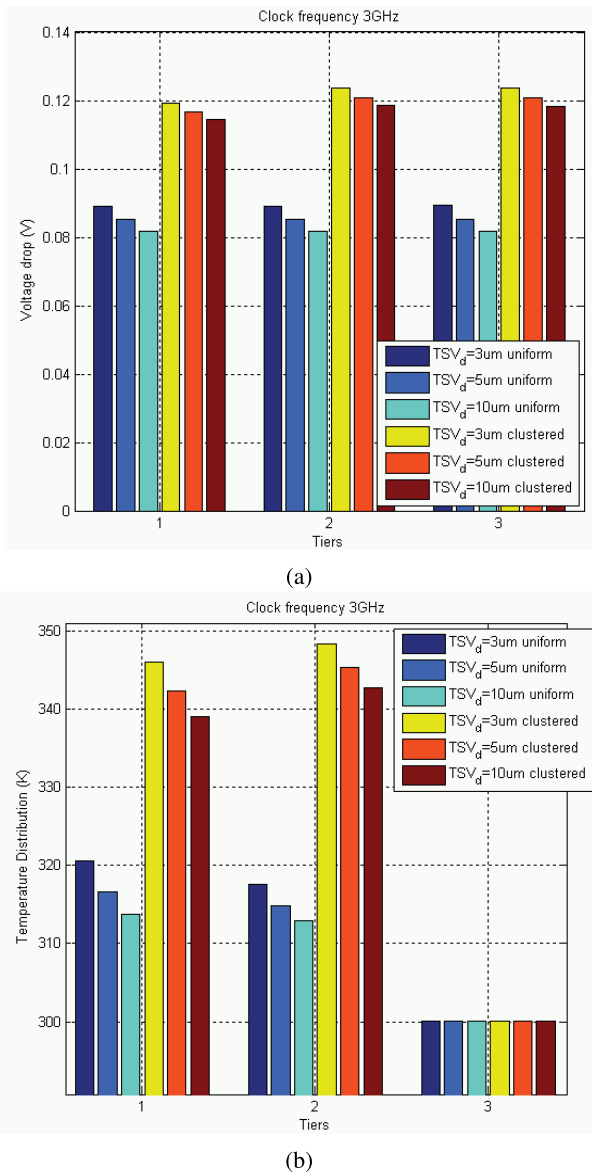 Clock frequency 3GHz
0.14
0.12
0.1
0.08
0.06
0.04
0.02
0
Voltage drop (V)
TSVd=3um uniform
TSVd=5um uniform
TSVd=10um uniform
TSVd=3um clustered
TSVd=5um clustered
TSVd=10um clustered
1 2 3
Tiers
(a)
Clock frequency 3GHz
350
340
330
320
310
300
Temperature Distribution (K)
TSVd=3um uniform
TSVd=5um uniform
TSVd=10um uniform
TSVd=3um clustered
TSVd=5um clustered
TSVd=10um clustered
1 2 3
Tiers
(b)